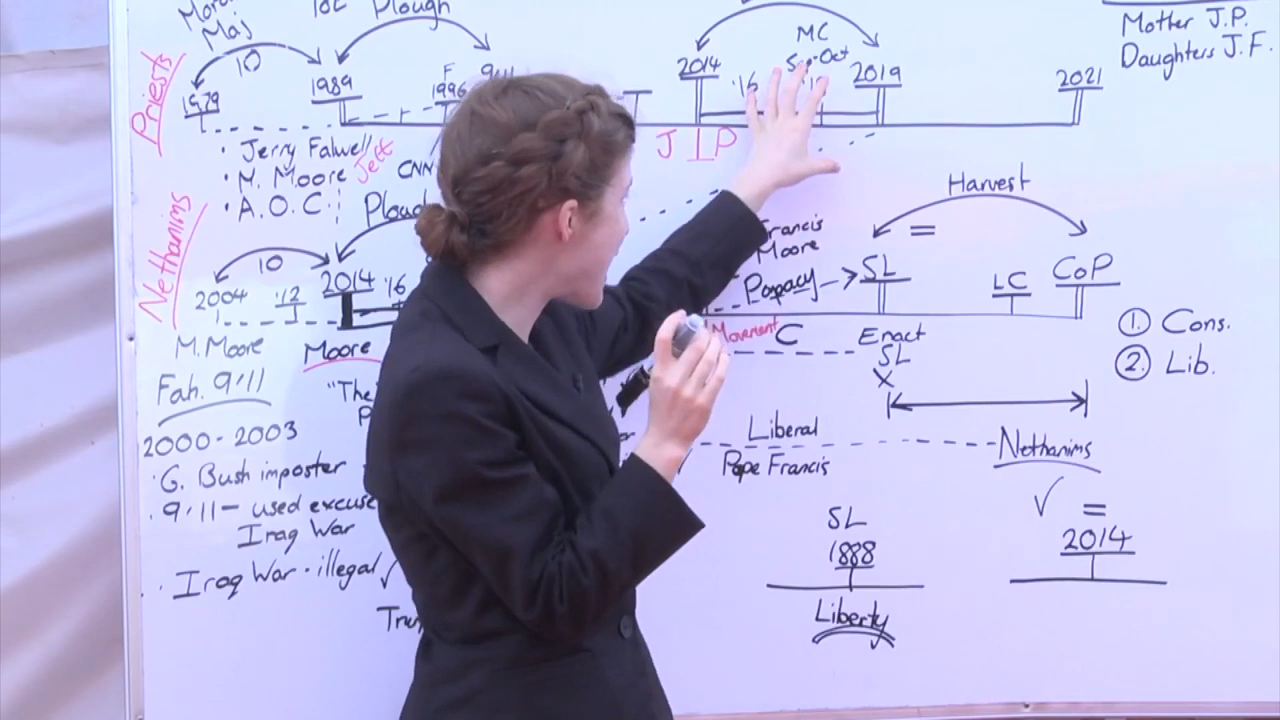 Maj
ToE Plough
MC
Mother J.P.
Daughters J.F.
Priests
10
1979
1989
F
1996
9/11
2014
'16
Sep-Oct
2019
2021
J P
Jerry Falwell
M. Moore Jeff
A.O.C.
CNN
Plough
Harvest
Nethanims
10
2004 '12 2014 '16
Francis
Moore
Papacy
SL
=
LC
CoP
M. Moore
Moore
Movement
C
Enact
SL
X
① Cons.
② Lib.
Fah. 9/11
"The
2000 - 2003
G. Bush imposter
9/11 - used excuse
Iraq War
Iraq War - illegal
Liberal
Pope Francis
Nethanims
√ =
2014
SL
1888
Liberty